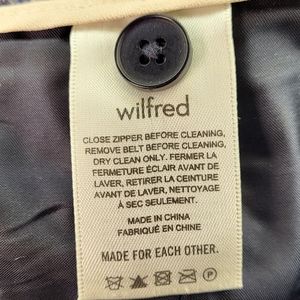 wilfred
CLOSE ZIPPER BEFORE CLEANING,
REMOVE BELT BEFORE CLEANING,
DRY CLEAN ONLY. FERMER LA
FERMETURE ÉCLAIR AVANT DE
LAVER, RETIRER LA CEINTURE
AVANT DE LAVER, NETTOYAGE
À SEC SEULEMENT.
MADE IN CHINA
FABRIQUÉ EN CHINE
MADE FOR EACH OTHER.
P